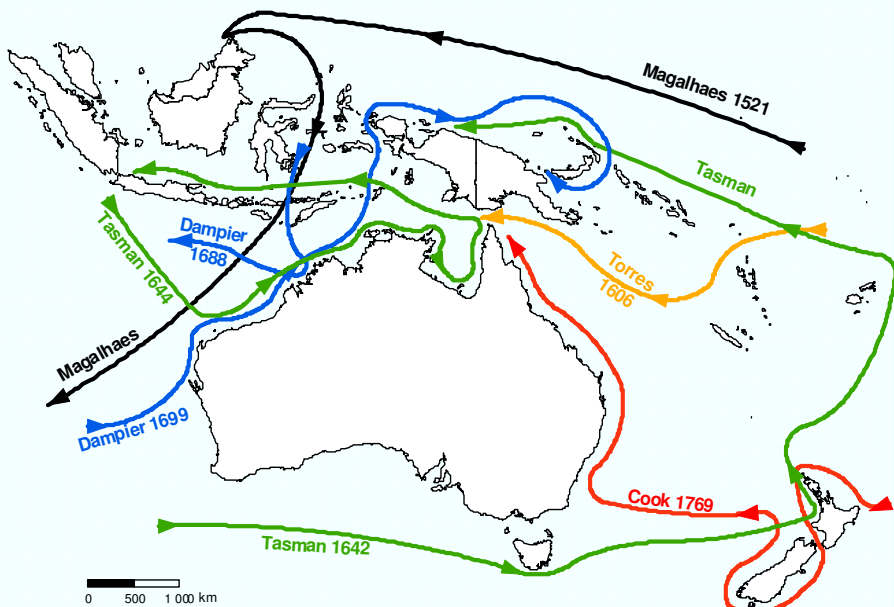 Magalhaes 1521
Tasman
Dampier
1688
Tasman 1644
Torres
1606
Magalhaes
Dampier 1699
Cook 1769
Tasman 1642
0 500 1 000 km